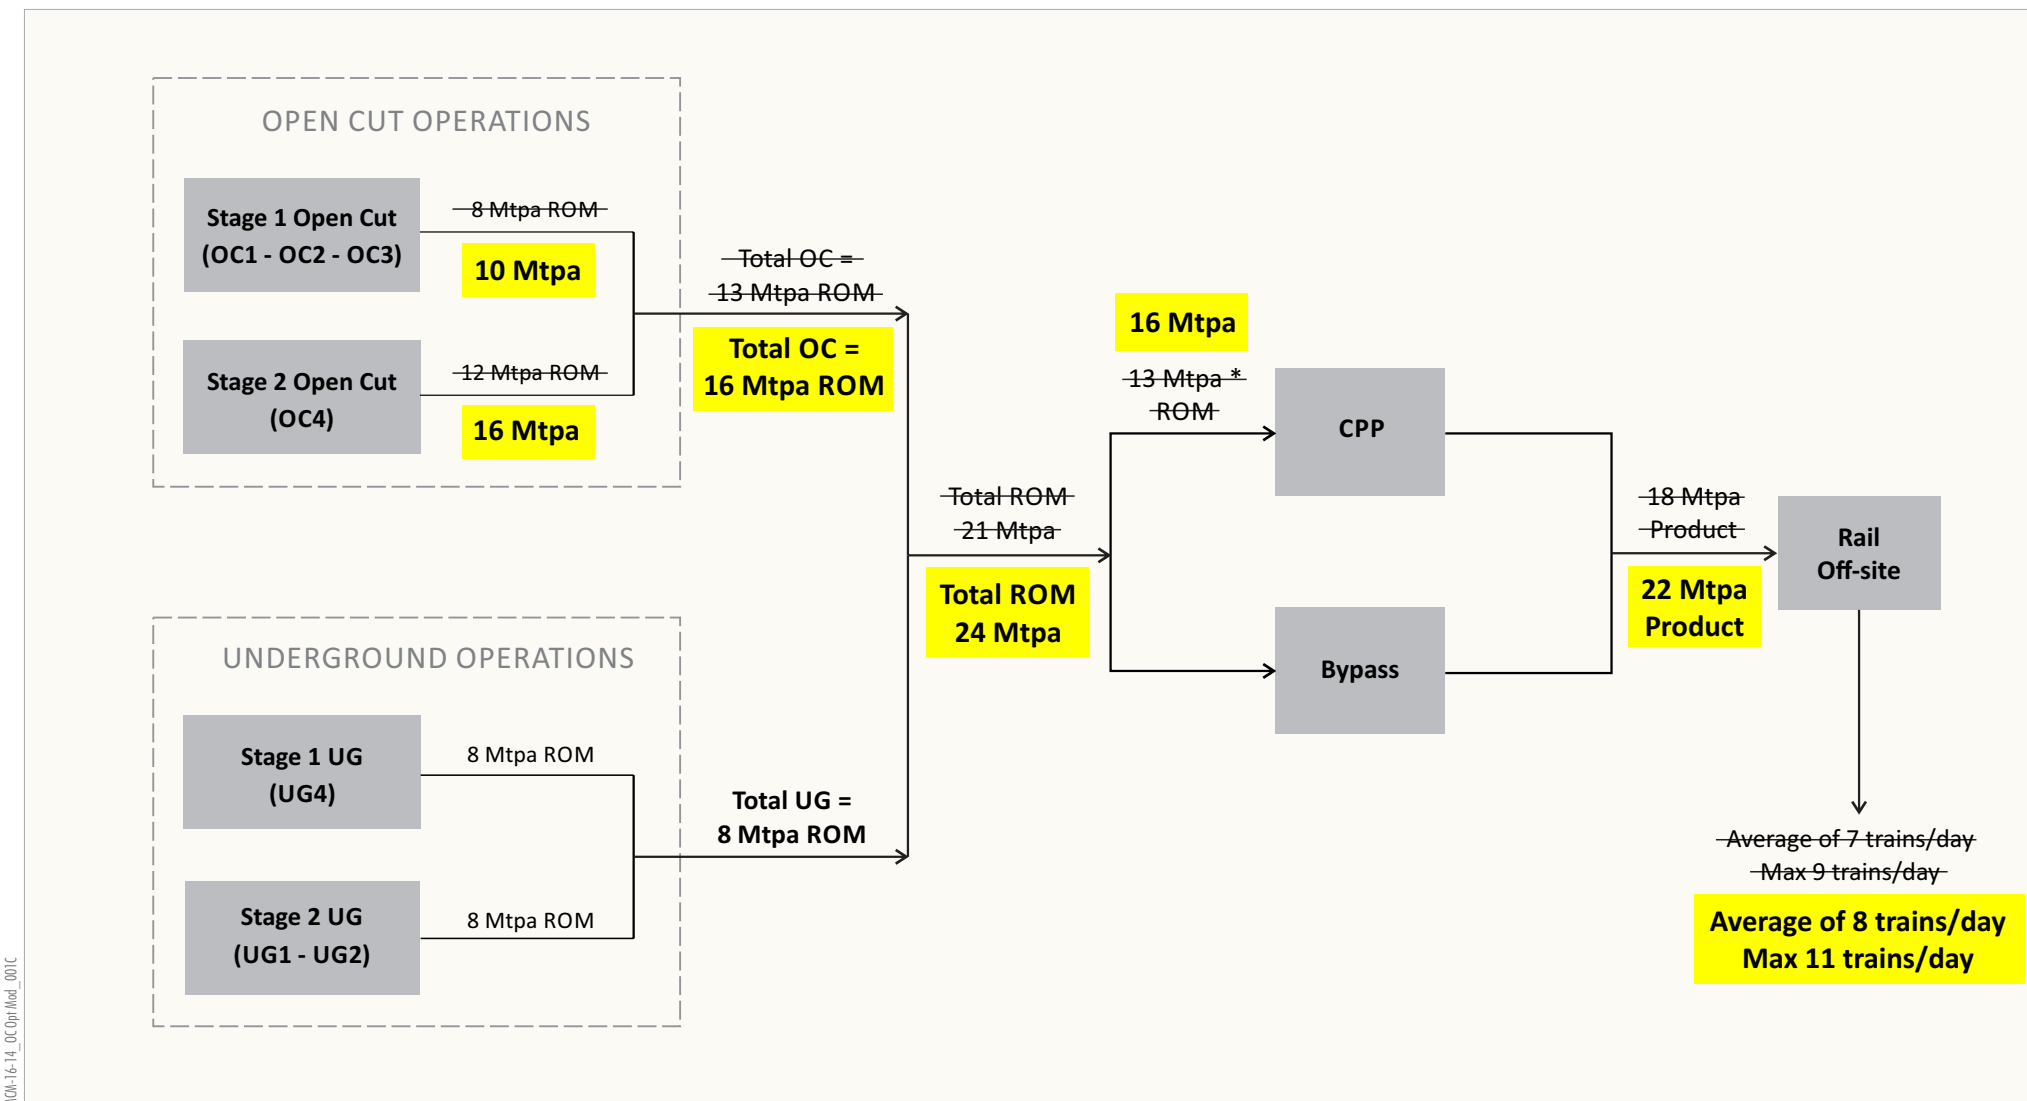 OPEN CUT OPERATIONS
Stage 1 Open Cut
(OC1 - OC2 - OC3)
8 Mtpa ROM
10 Mtpa
Stage 2 Open Cut
(OC4)
12 Mtpa ROM
16 Mtpa
Total OC =
13 Mtpa ROM
Total OC =
16 Mtpa ROM
UNDERGROUND OPERATIONS
Stage 1 UG
(UG4)
8 Mtpa ROM
Stage 2 UG
(UG1 - UG2)
8 Mtpa ROM
Total UG =
8 Mtpa ROM
Total ROM
21 Mtpa
Total ROM
24 Mtpa
16 Mtpa
13 Mtpa *
ROM
CPP
Bypass
18 Mtpa
Product
22 Mtpa
Product
Rail
Off-site
Average of 7 trains/day
Max 9 trains/day
Average of 8 trains/day
Max 11 trains/day